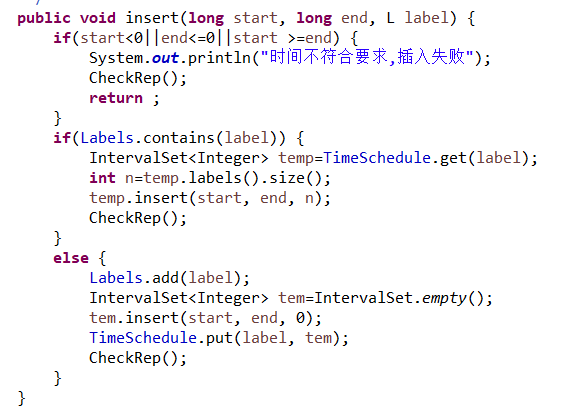 public void insert(long start, long end, L label) {
    if(start<0||end<=0||start >=end) {
        System.out.println("时间不符合要求,插入失败");
        CheckRep();
        return ;
    }
    if(Labels.contains(label)) {
        IntervalSet<Integer> temp=TimeSchedule.get(label);
        int n=temp.labels().size();
        temp.insert(start, end, n);
        CheckRep();
    }
    else {
        Labels.add(label);
        IntervalSet<Integer> tem=IntervalSet.empty();
        tem.insert(start, end, 0);
        TimeSchedule.put(label, tem);
        CheckRep();
    }
}